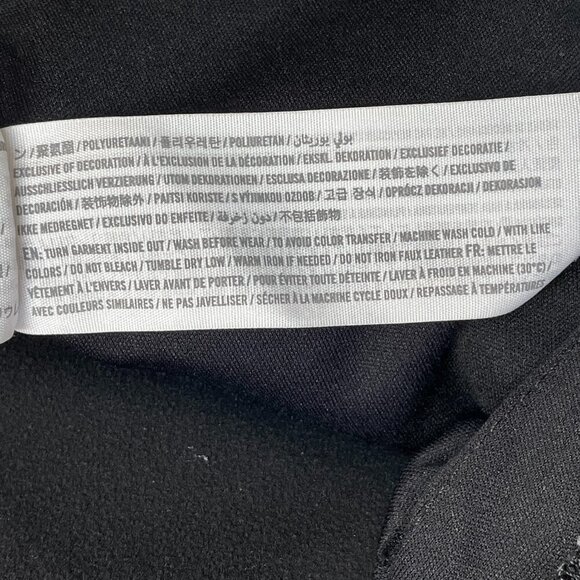 ン / 聚氨酯 / POLYURETAANI / 폴리우레탄 / POLIURETAN / بولي يوريثان
EXCLUSIVE OF DECORATION / À L'EXCLUSION DE LA DÉCORATION / EKSKL. DEKORATION / EXCLUSIEF DECORATIE /
AUSSCHLIESSLICH VERZIERUNG / UTOM DEKORATIONEN / ESCLUSA DECORAZIONE / 装飾を除く / EXCLUSIVO DE
DECORACIÓN / 装饰物除外 / PAITSI KORISTE / S VÝJIMKOU OZDOB / 고급 장식 / OPRÓCZ DEKORACJI / DEKORASJON
IKKE MEDREGNET / EXCLUSIVO DO ENFEITE / دون زخرفة / 不包括飾物
EN: TURN GARMENT INSIDE OUT / WASH BEFORE WEAR / TO AVOID COLOR TRANSFER / MACHINE WASH COLD / WITH LIKE
COLORS / DO NOT BLEACH / TUMBLE DRY LOW / WARM IRON IF NEEDED / DO NOT IRON FAUX LEATHER FR: METTRE LE
VÊTEMENT À L'ENVERS / LAVER AVANT DE PORTER / POUR ÉVITER TOUTE DÉTEINTE / LAVER À FROID EN MACHINE (30°C) /
AVEC COULEURS SIMILAIRES / NE PAS JAVELLISER / SÉCHER À LA MACHINE CYCLE DOUX / REPASSAGE À TEMPÉRATURES